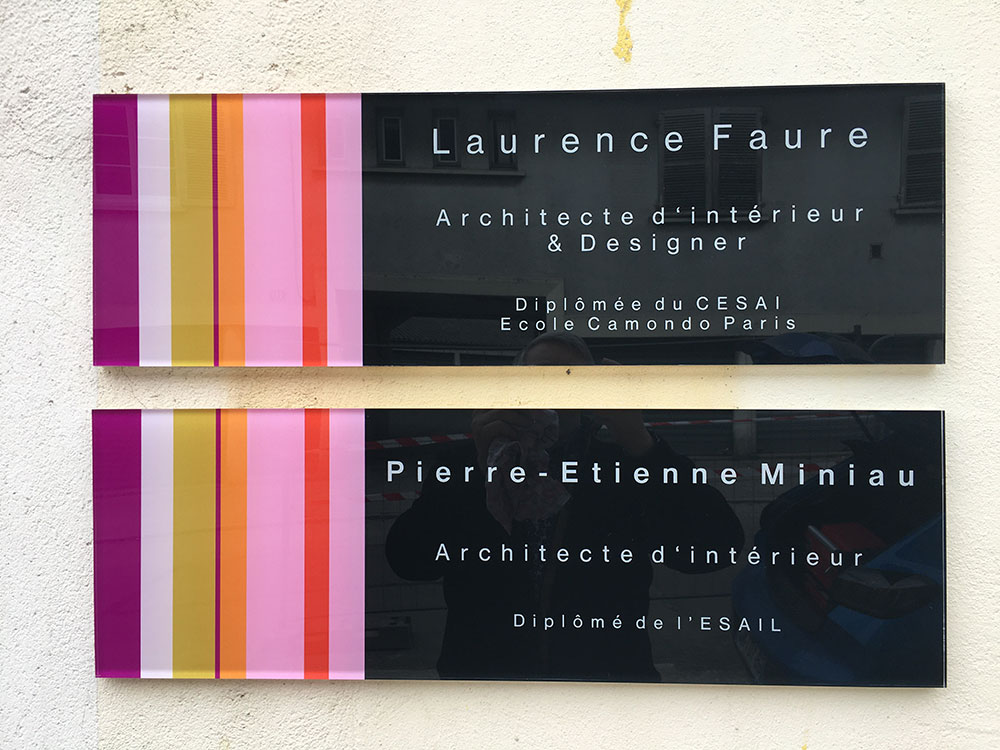 Laurence Faure
Architecte d‘intérieur
& Designer
Diplômée du CESAI
Ecole Camondo Paris
Pierre-Etienne Miniau
Architecte d‘intérieur
Diplômé de l’ESAIL